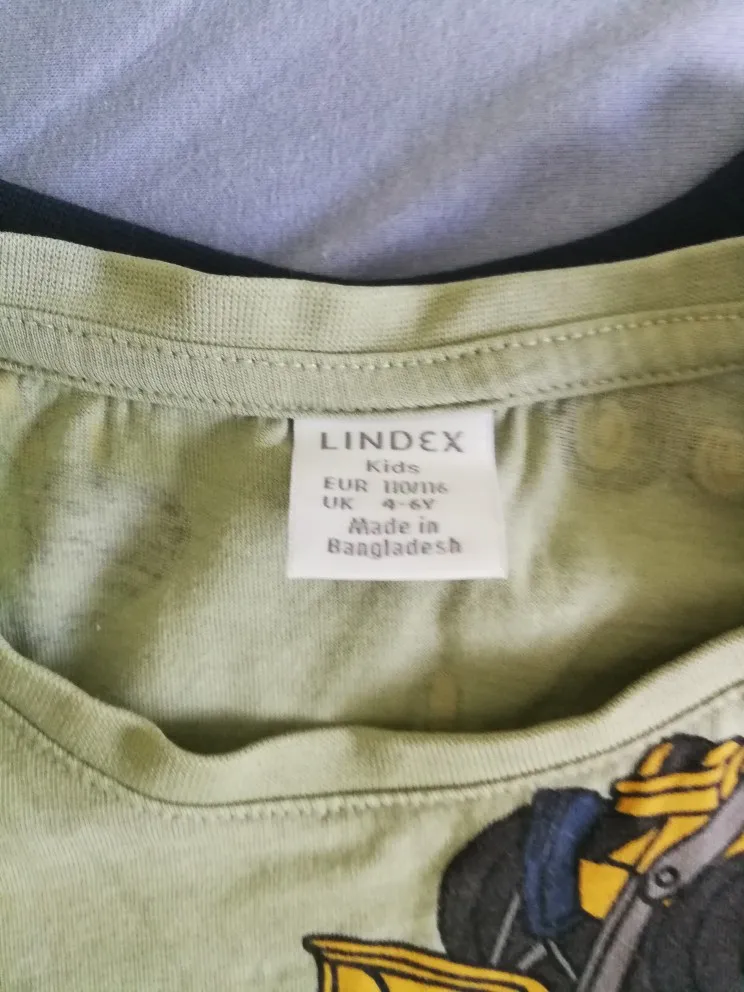 LINDEX
Kids
EUR 110/116
UK 4-6Y
Made in
Bangladesh